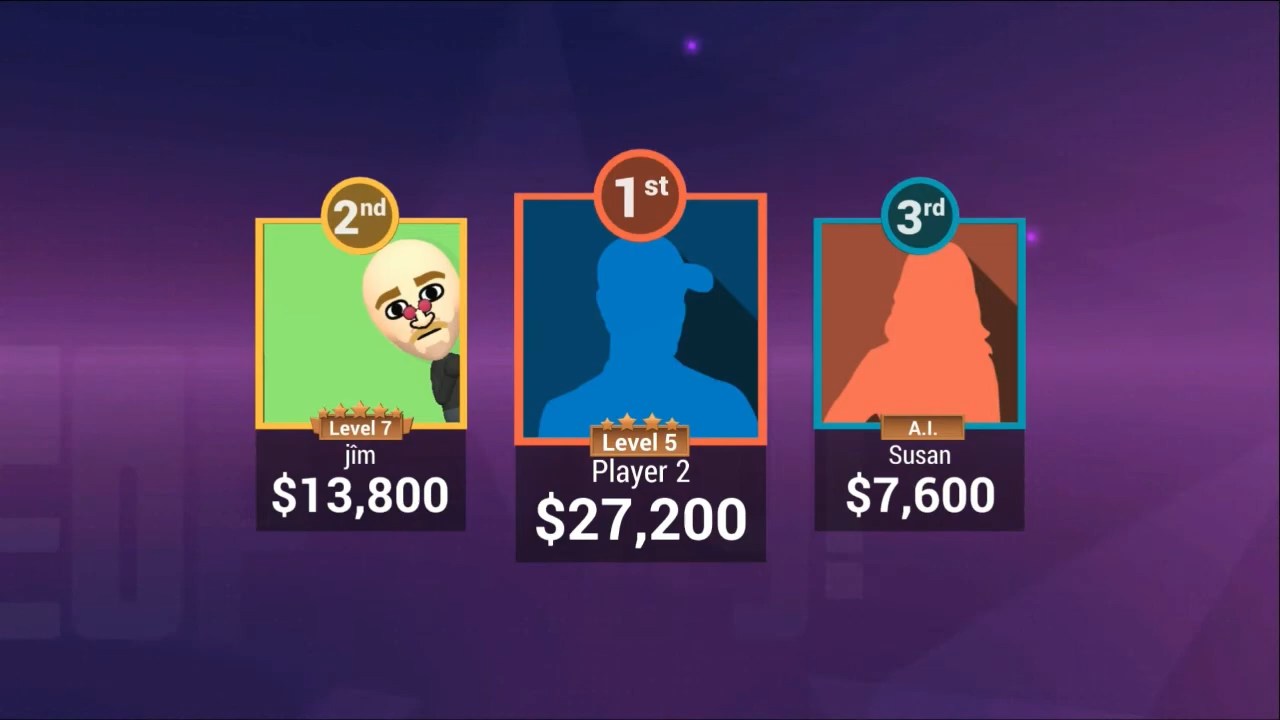 2nd
Level 7
jîm
$13,800
1st
Level 5
Player 2
$27,200
3rd
A.I.
Susan
$7,600